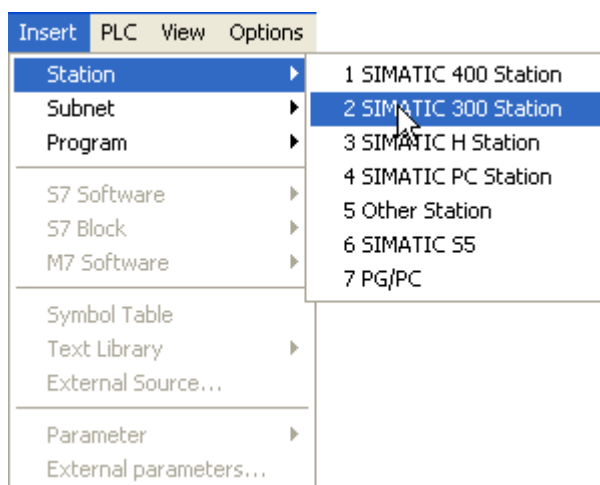 Insert PLC View Options
Station
Subnet
Program
S7 Software
S7 Block
M7 Software
Symbol Table
Text Library
External Source...
Parameter
External parameters...
1 SIMATIC 400 Station
2 SIMATIC 300 Station
3 SIMATIC H Station
4 SIMATIC PC Station
5 Other Station
6 SIMATIC S5
7 PG/PC